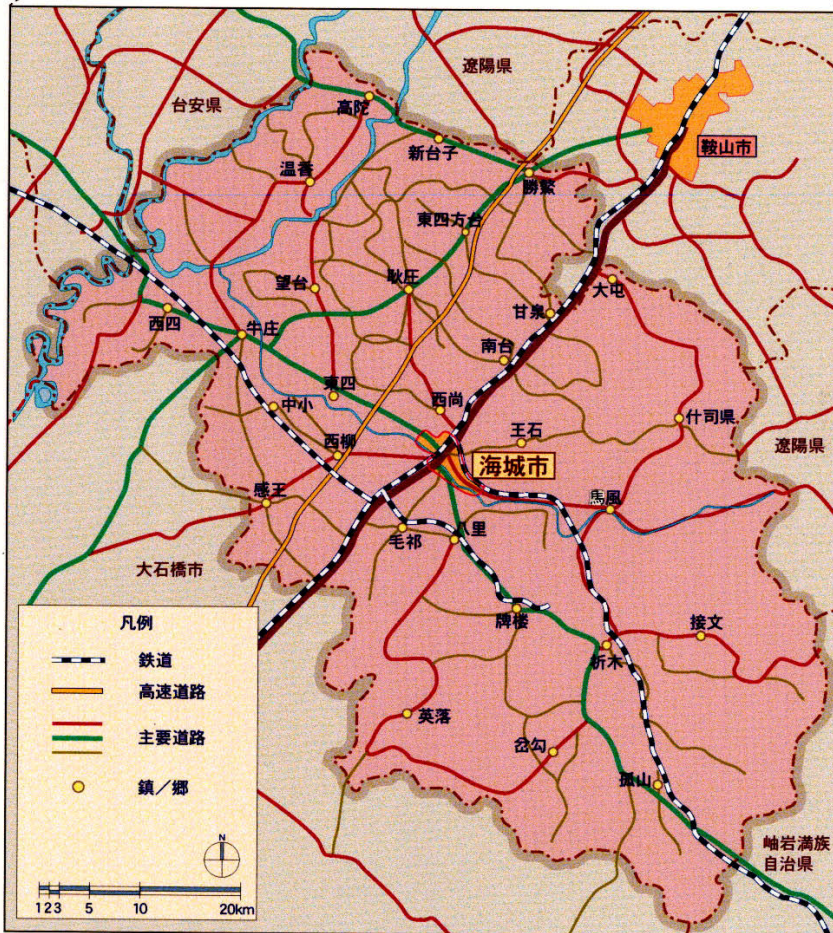 遼陽県
台安県
高陀
鞍山市
新台子
温香
勝鰲
東四方台
望台
耿庄
大屯
甘泉
西四
牛庄
南台
東四
中小
西尚
什司県
王石
西柳
海城市
遼陽県
感王
馬風
毛祁
八里
大石橋市
牌楼
接文
析木
英落
岔勾
孤山
岫岩満族
自治県
凡例
鉄道
高速道路
主要道路
鎮／郷
N
1 2 3 5 10 20km